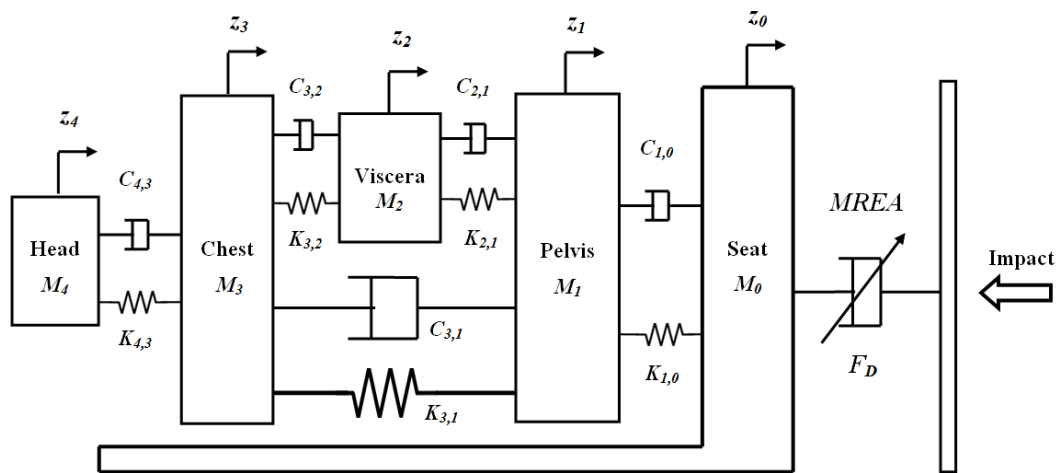 z4
z3
z2
z1
z0
C4,3
C3,2
C2,1
C1,0
Head
M4
Chest
M3
Viscera
M2
Pelvis
M1
Seat
M0
MREA
Impact
K4,3
K3,2
K2,1
C3,1
K3,1
K1,0
FD